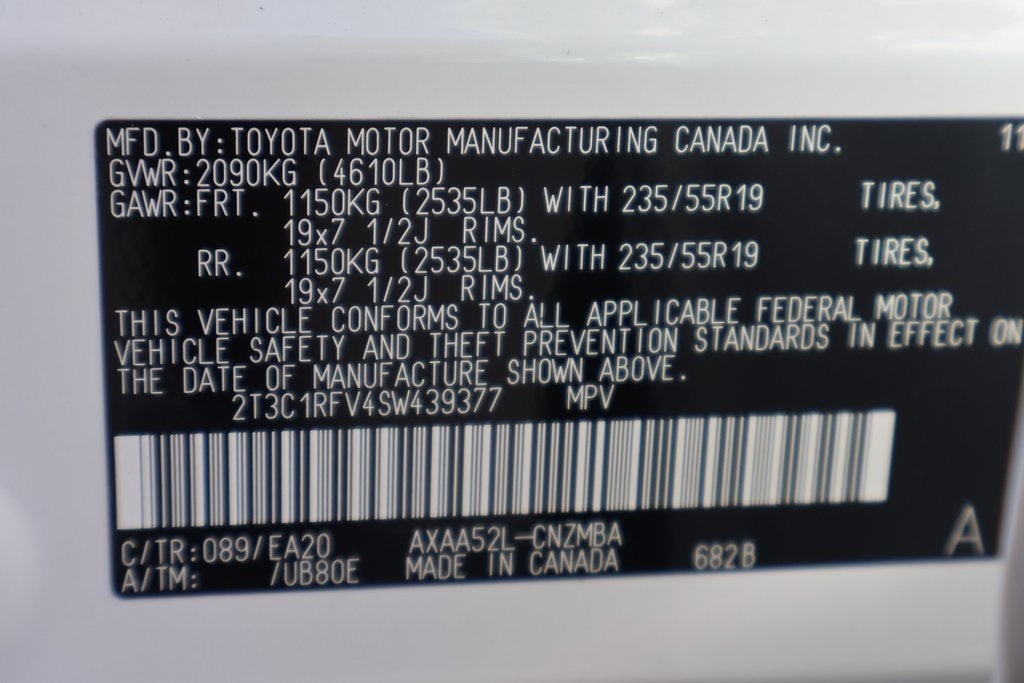 MFD.BY:TOYOTA MOTOR MANUFACTURING CANADA INC. 11
GVWR:2090KG (4610LB)
GAWR:FRT. 1150KG (2535LB) WITH 235/55R19 TIRES,
19x7 1/2J RIMS.
RR. 1150KG (2535LB) WITH 235/55R19 TIRES,
19x7 1/2J RIMS.
THIS VEHICLE CONFORMS TO ALL APPLICABLE FEDERAL MOTOR
VEHICLE SAFETY AND THEFT PREVENTION STANDARDS IN EFFECT ON
THE DATE OF MANUFACTURE SHOWN ABOVE.
2T3C1RFV4SW439377 MPV
C/TR:089/EA20 AXAA52L-CNZMBA 682B A
A/TM: /UB80E MADE IN CANADA